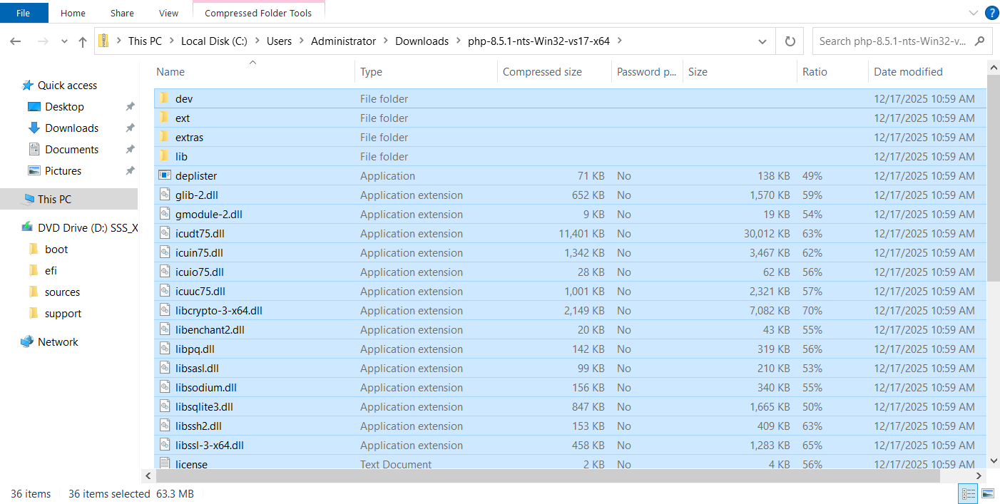 File Home Share View Compressed Folder Tools ?
This PC Local Disk (C:) Users Administrator Downloads php-8.5.1-nts-Win32-vs17-x64 Search php-8.5.1-nts-Win32-v...
Name Type Compressed size Password p... Size Ratio Date modified
Quick access
Desktop
Downloads
Documents
Pictures
This PC
DVD Drive (D:) SSS_X
boot
efi
sources
support
Network
dev File folder 12/17/2025 10:59 AM
ext File folder 12/17/2025 10:59 AM
extras File folder 12/17/2025 10:59 AM
lib File folder 12/17/2025 10:59 AM
deplister Application 71 KB No 138 KB 49% 12/17/2025 10:59 AM
glib-2.dll Application extension 652 KB No 1,570 KB 59% 12/17/2025 10:59 AM
gmodule-2.dll Application extension 9 KB No 19 KB 54% 12/17/2025 10:59 AM
icudt75.dll Application extension 11,401 KB No 30,012 KB 63% 12/17/2025 10:59 AM
icuin75.dll Application extension 1,342 KB No 3,467 KB 62% 12/17/2025 10:59 AM
icuio75.dll Application extension 28 KB No 62 KB 56% 12/17/2025 10:59 AM
icuuc75.dll Application extension 1,001 KB No 2,321 KB 57% 12/17/2025 10:59 AM
libcrypto-3-x64.dll Application extension 2,149 KB No 7,082 KB 70% 12/17/2025 10:59 AM
libenchant2.dll Application extension 20 KB No 43 KB 55% 12/17/2025 10:59 AM
libpq.dll Application extension 142 KB No 319 KB 56% 12/17/2025 10:59 AM
libsasl.dll Application extension 99 KB No 210 KB 53% 12/17/2025 10:59 AM
libsodium.dll Application extension 156 KB No 340 KB 55% 12/17/2025 10:59 AM
libsqlite3.dll Application extension 847 KB No 1,665 KB 50% 12/17/2025 10:59 AM
libssh2.dll Application extension 153 KB No 409 KB 63% 12/17/2025 10:59 AM
libssl-3-x64.dll Application extension 458 KB No 1,283 KB 65% 12/17/2025 10:59 AM
license Text Document 2 KB No 4 KB 56% 12/17/2025 10:59 AM
36 items 36 items selected 63.3 MB